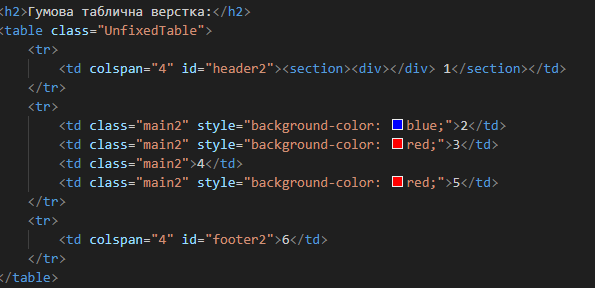 <h2>Гумова таблична верстка:</h2>
<table class="UnfixedTable">
    <tr>
        <td colspan="4" id="header2"><section><div></div> 1</section></td>
    </tr>
    <tr>
        <td class="main2" style="background-color: blue;">2</td>
        <td class="main2" style="background-color: red;">3</td>
        <td class="main2">4</td>
        <td class="main2" style="background-color: red;">5</td>
    </tr>
    <tr>
        <td colspan="4" id="footer2">6</td>
    </tr>
</table>